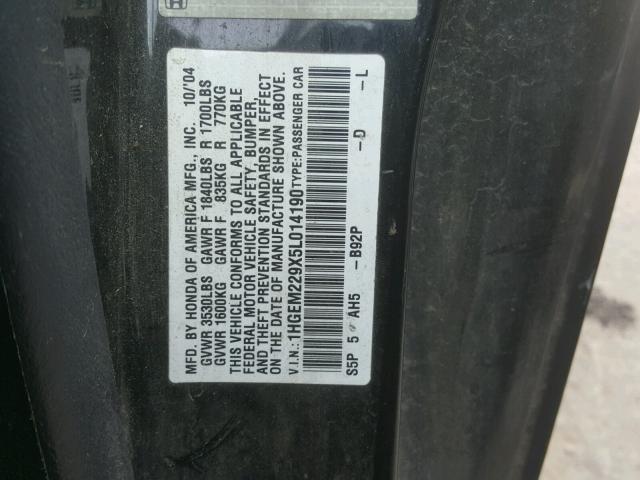 MFD. BY HONDA OF AMERICA MFG., INC. 10/'04
GVWR 3530LBS GAWR F 1840LBS R 1700LBS
GVWR 1600KG GAWR F 835KG R 770KG
THIS VEHICLE CONFORMS TO ALL APPLICABLE
FEDERAL MOTOR VEHICLE SAFETY, BUMPER,
AND THEFT PREVENTION STANDARDS IN EFFECT
ON THE DATE OF MANUFACTURE SHOWN ABOVE.
V.I.N.: 1HGEM229X5L014190 TYPE: PASSENGER CAR
S5P 5 AH5 –B92P –D –L